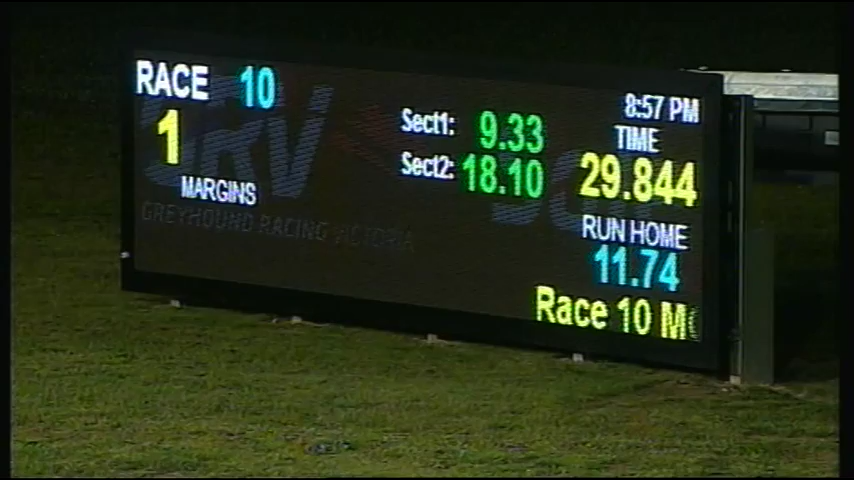 RACE 10
1
MARGINS
GRV
GREYHOUND RACING VICTORIA
Sect1: 9.33
Sect2: 18.10
8:57 PM
TIME
29.844
RUN HOME
11.74
Race 10 M